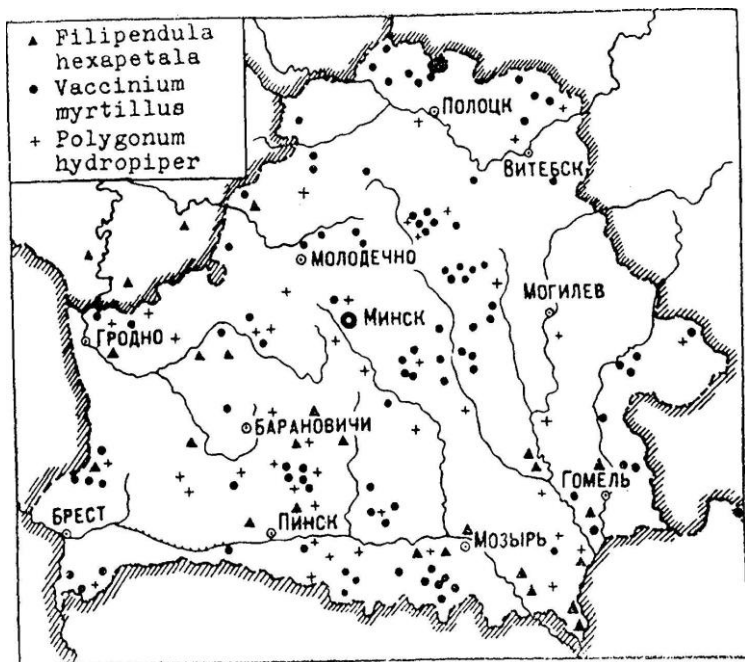 ▲ Filipendula
hexapetala
● Vaccinium
myrtillus
+ Polygonum
hydropiper
ПОЛОЦК
ВИТЕБСК
МОЛОДЕЧНО
МОГИЛЕВ
МИНСК
ГРОДНО
БАРАНОВИЧИ
ГОМЕЛЬ
БРЕСТ
ПИНСК
МОЗЫРЬ